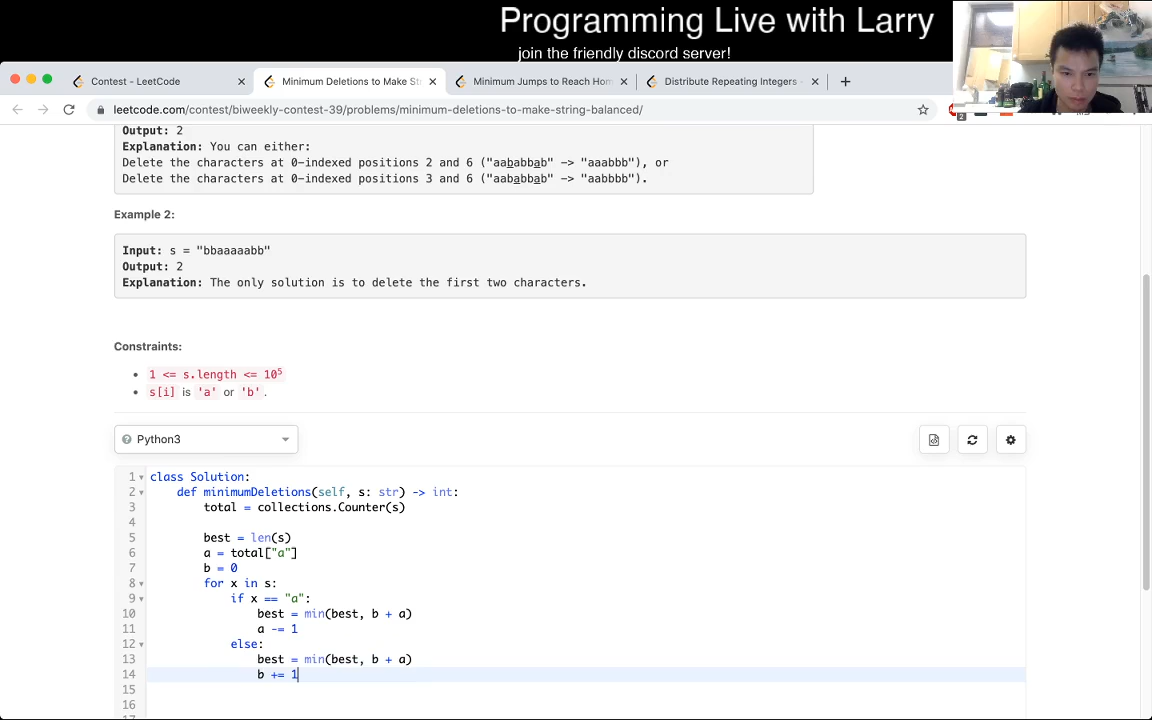 Programming Live with Larry
join the friendly discord server!
Contest - LeetCode
Minimum Deletions to Make St
Minimum Jumps to Reach Hom
Distribute Repeating Integers -
leetcode.com/contest/biweekly-contest-39/problems/minimum-deletions-to-make-string-balanced/
2
Output: 2
Explanation: You can either:
Delete the characters at 0-indexed positions 2 and 6 ("aababbab" -> "aaabbb"), or
Delete the characters at 0-indexed positions 3 and 6 ("aababbab" -> "aabbbb").
Example 2:
Input: s = "bbaaaaabb"
Output: 2
Explanation: The only solution is to delete the first two characters.
Constraints:
1 <= s.length <= 10⁵
s[i] is 'a' or 'b'.
Python3
1 class Solution:
2 def minimumDeletions(self, s: str) -> int:
3 total = collections.Counter(s)
4
5 best = len(s)
6 a = total["a"]
7 b = 0
8 for x in s:
9 if x == "a":
10 best = min(best, b + a)
11 a -= 1
12 else:
13 best = min(best, b + a)
14 b += 1
15
16